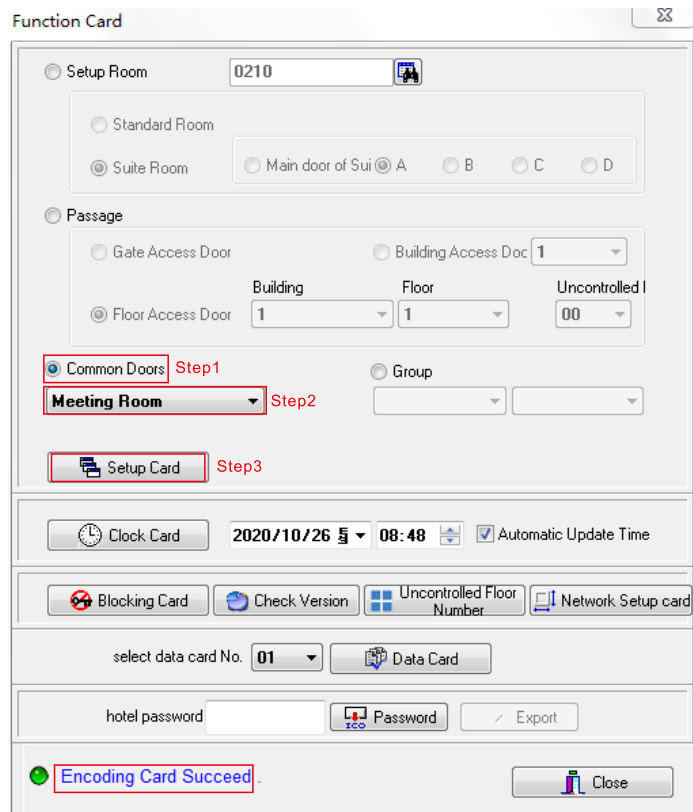 Function Card
Setup Room 0210
Standard Room
Suite Room Main door of Sui A B C D
Passage
Gate Access Door Building Access Doc 1
Building Floor Uncontrolled
Floor Access Door 1 1 00
Common Doors Step1 Group
Meeting Room Step2
Setup Card Step3
Clock Card 2020/10/26 08:48 Automatic Update Time
Blocking Card Check Version Uncontrolled Floor
Number Network Setup card
select data card No. 01 Data Card
hotel password ICO Password Export
Encoding Card Succeed . Close